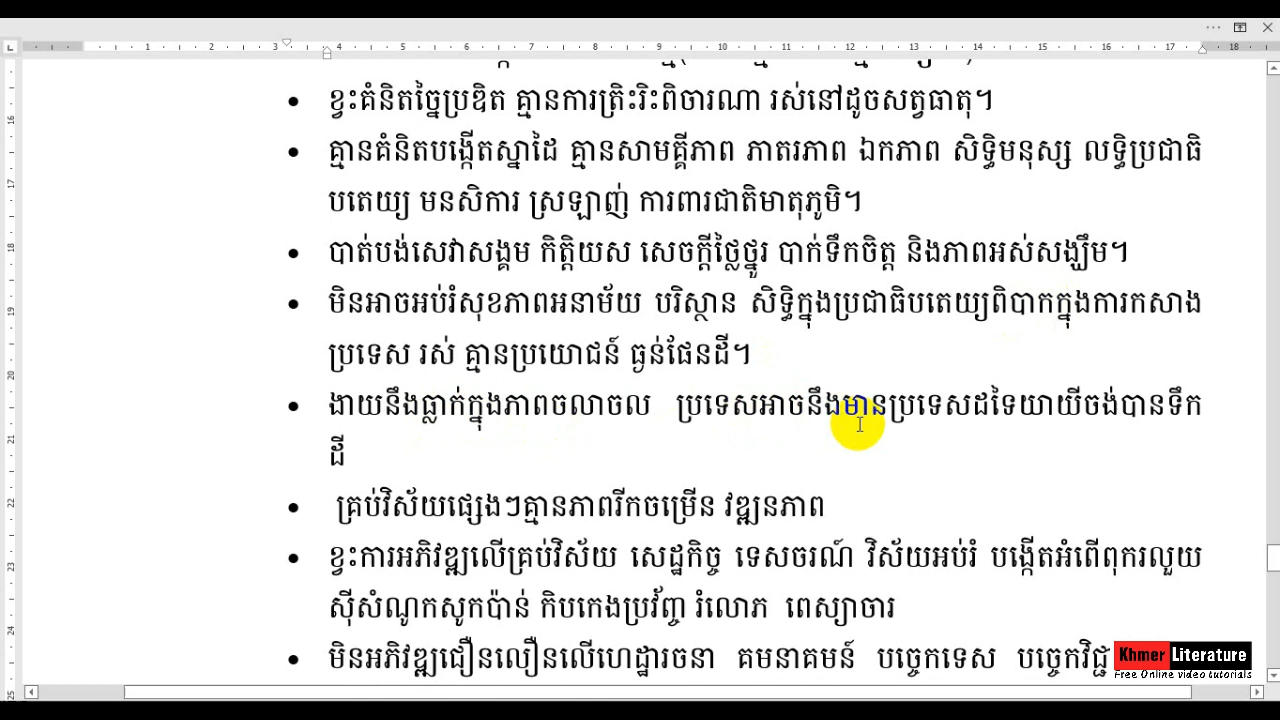 • ខ្វះគំនិតច្នៃប្រឌិត គ្មានការត្រិះរិះពិចារណា រស់នៅដូចសត្វធាតុ។
• គ្មានគំនិតបង្កើតស្នាដៃ គ្មានសាមគ្គីភាព ភាតរភាព ឯកភាព សិទ្ធិមនុស្ស លទ្ធិប្រជាធិ
បតេយ្យ មនសិការ ស្រឡាញ់ ការពារជាតិមាតុភូមិ។
• បាត់បង់សេវាសង្គម កិត្តិយស សេចក្ដីថ្លៃថ្នូរ បាក់ទឹកចិត្ត និងភាពអស់សង្ឃឹម។
• មិនអាចអប់រំសុខភាពអនាម័យ បរិស្ថាន សិទ្ធិក្នុងប្រជាធិបតេយ្យពិបាកក្នុងការកសាង
ប្រទេស រស់ គ្មានប្រយោជន៍ ធ្ងន់ផែនដី។
• ងាយនឹងធ្លាក់ក្នុងភាពចលាចល ប្រទេសអាចនឹងមានប្រទេសដទៃយាយីចង់បានទឹក
ដី
• គ្រប់វិស័យផ្សេងៗគ្មានភាពរីកចម្រើន វឌ្ឍនភាព
• ខ្វះការអភិវឌ្ឍលើគ្រប់វិស័យ សេដ្ឋកិច្ច ទេសចរណ៍ វិស័យអប់រំ បង្កើតអំពើពុករលួយ
ស៊ីសំណូកសូកប៉ាន់ កិបកេងប្រវ័ញ្ច រំលោភ ពេស្យាចារ
• មិនអភិវឌ្ឍជឿនលឿនលើហេដ្ឋារចនា គមនាគមន៍ បច្ចេកទេស បច្ចេកវិជ្ជ
Khmer Literature
Free Online video tutorials